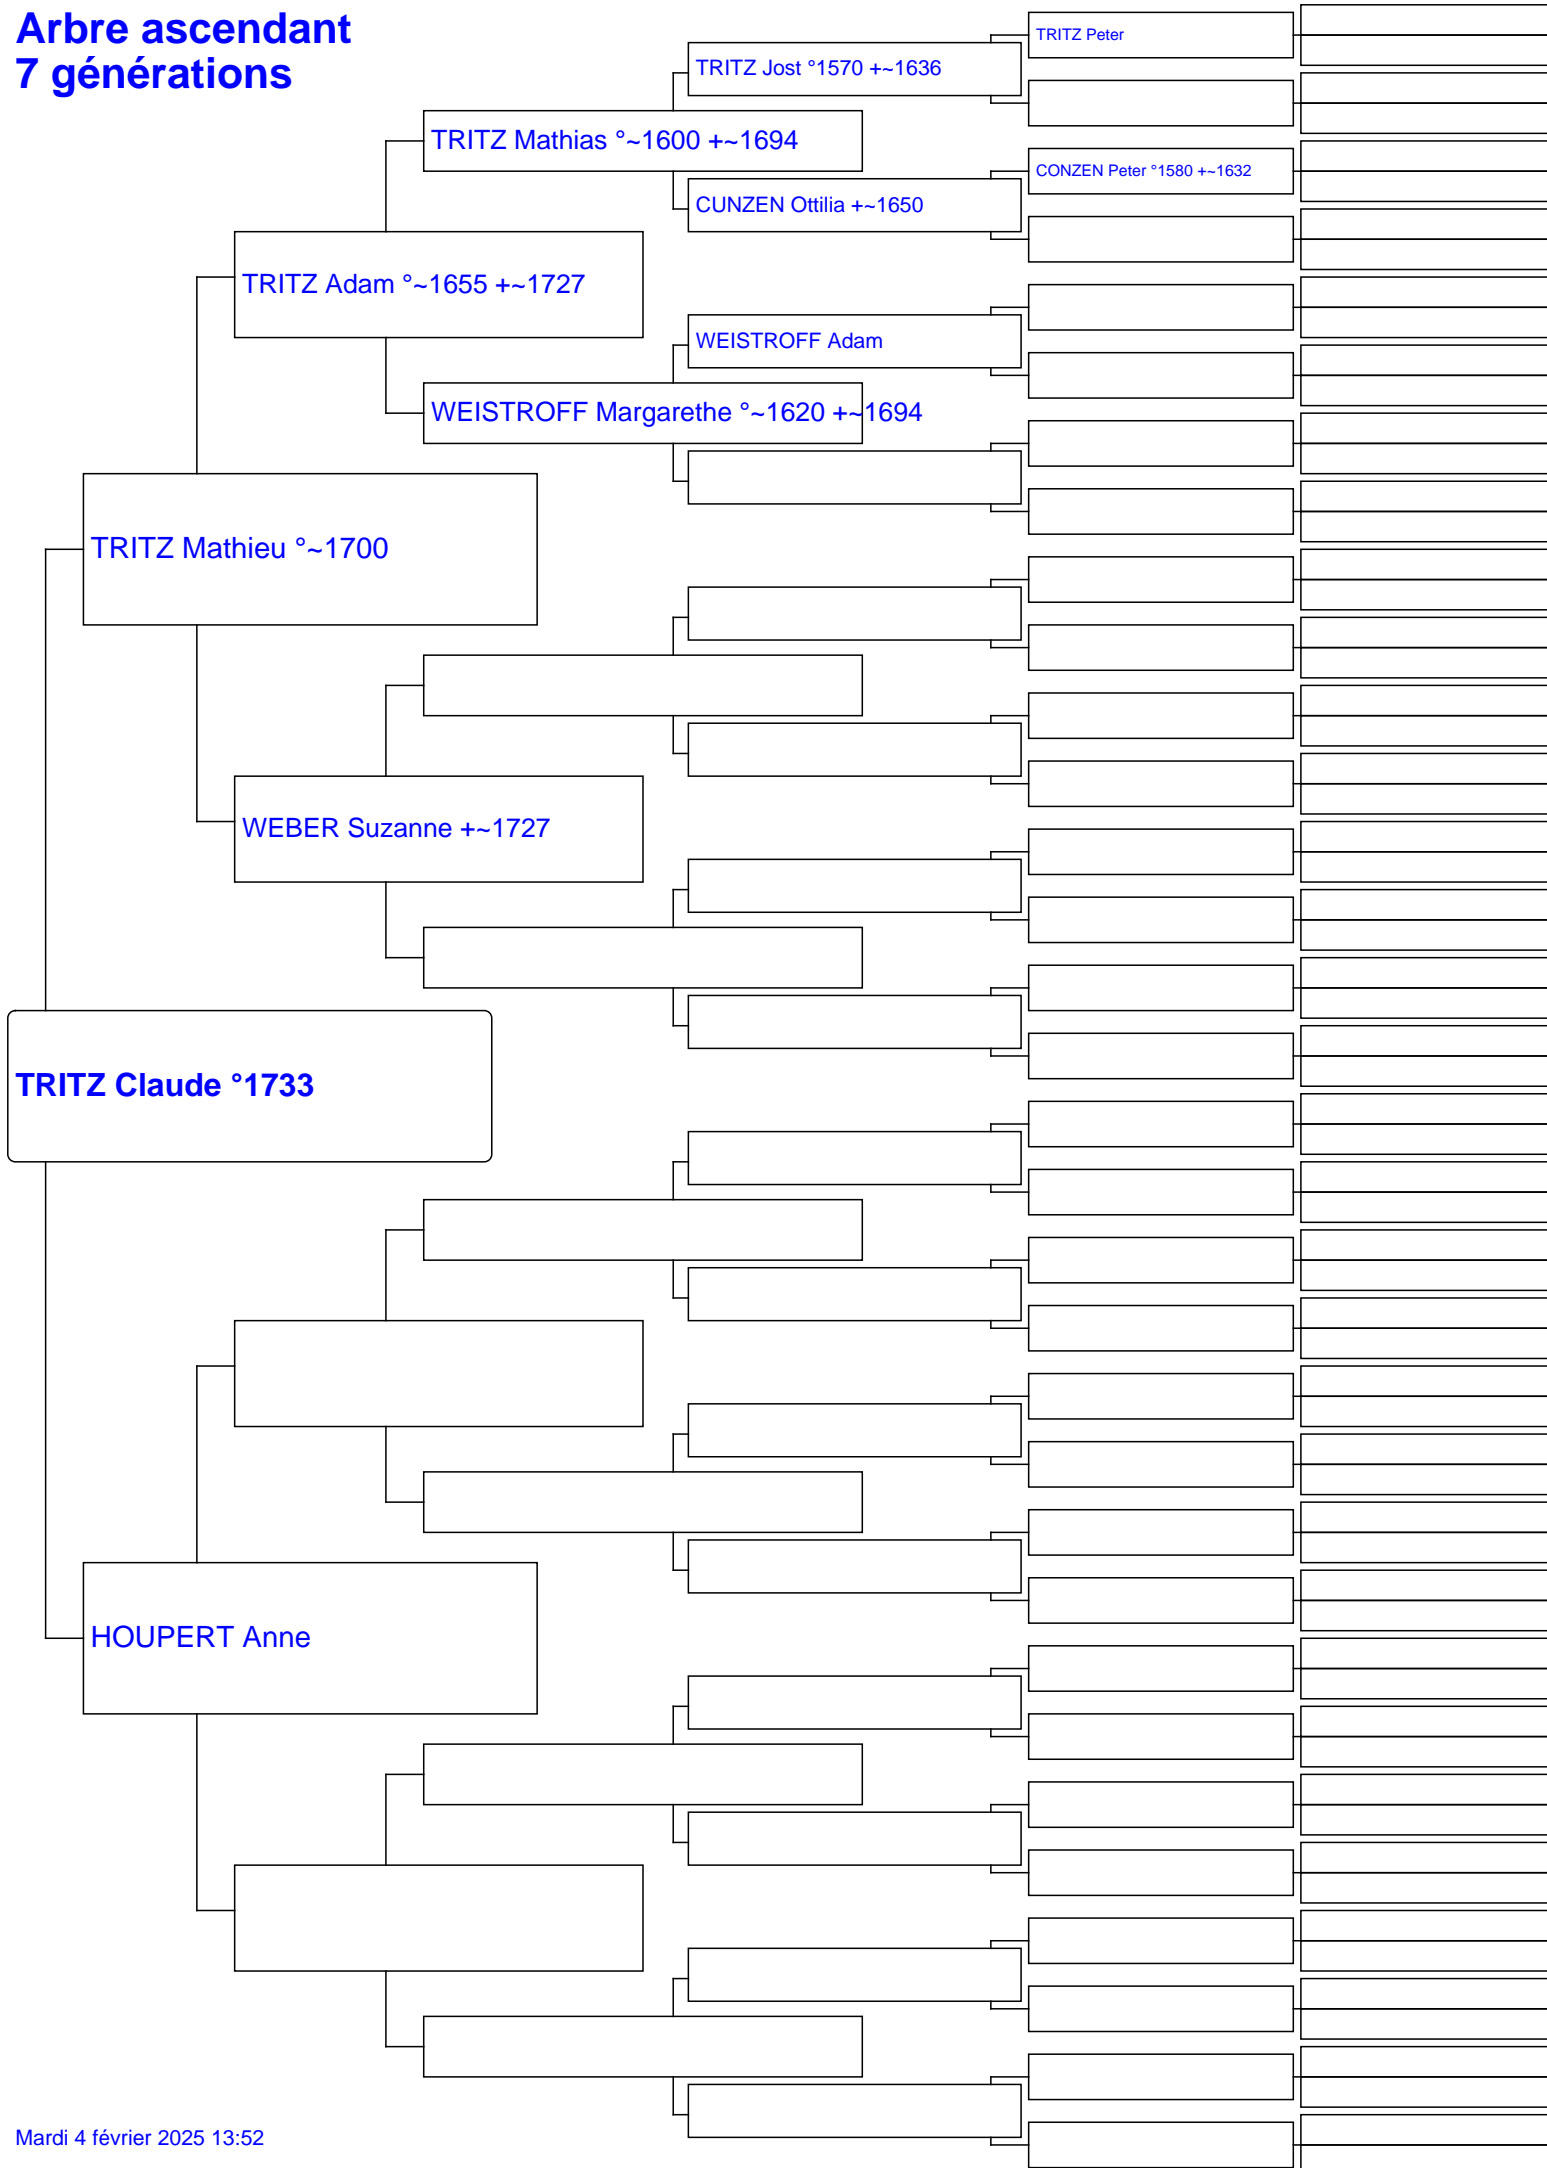 Arbre ascendant
7 générations
TRITZ Peter
TRITZ Jost °1570 +~1636
TRITZ Mathias °~1600 +~1694
CONZEN Peter °1580 +~1632
CUNZEN Ottilia +~1650
TRITZ Adam °~1655 +~1727
WEISTROFF Adam
WEISTROFF Margarethe °~1620 +~1694
TRITZ Mathieu °~1700
WEBER Suzanne +~1727
TRITZ Claude °1733
HOUPERT Anne
Mardi 4 février 2025 13:52